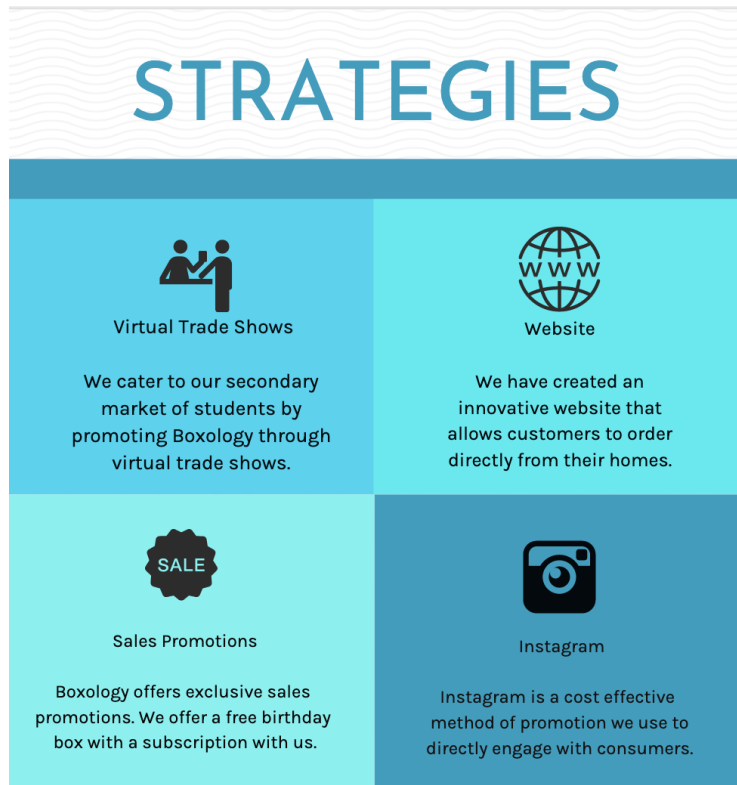 STRATEGIES
Virtual Trade Shows
We cater to our secondary
market of students by
promoting Boxology through
virtual trade shows.
WWW
Website
We have created an
innovative website that
allows customers to order
directly from their homes.
SALE
Sales Promotions
Boxology offers exclusive sales
promotions. We offer a free birthday
box with a subscription with us.
Instagram
Instagram is a cost effective
method of promotion we use to
directly engage with consumers.